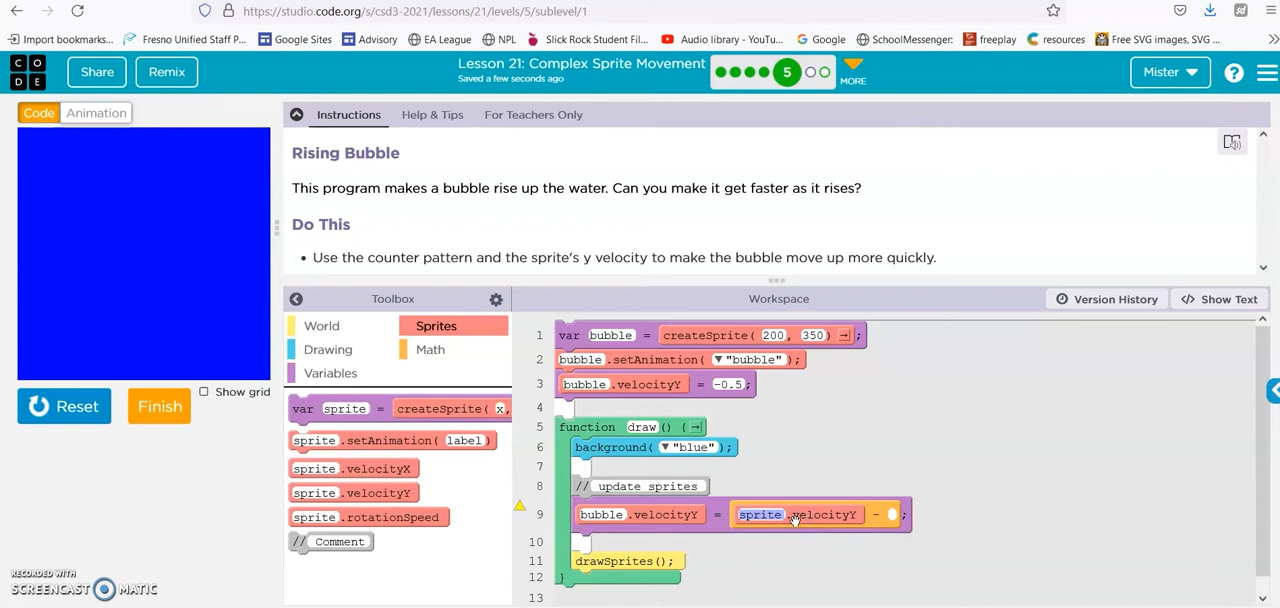 https://studio.code.org/s/csd3-2021/lessons/21/levels/5/sublevel/1
Import bookmarks...
Fresno Unified Staff P...
Google Sites
Advisory
EA League
NPL
Slick Rock Student Fil...
Audio library - YouTu...
Google
SchoolMessenger:
freeplay
resources
Free SVG images, SVG ...
CODE
Share
Remix
Lesson 21: Complex Sprite Movement
Saved a few seconds ago
5
MORE
Mister
?
Code
Animation
Instructions
Help & Tips
For Teachers Only
Rising Bubble
This program makes a bubble rise up the water. Can you make it get faster as it rises?
Do This
• Use the counter pattern and the sprite's y velocity to make the bubble move up more quickly.
Reset
Finish
Show grid
Toolbox
World
Sprites
Drawing
Math
Variables
var sprite = createSprite( x,
sprite.setAnimation( label)
sprite.velocityX
sprite.velocityY
sprite.rotationSpeed
// Comment
Workspace
Version History
</> Show Text
1 var bubble = createSprite( 200, 350);
2 bubble.setAnimation( "bubble");
3 bubble.velocityY = -0.5;
4
5 function draw() {
6 background( "blue");
7
8 // update sprites
9 bubble.velocityY = sprite.velocityY - ;
10
11 drawSprites();
12 }
13
RECORDED WITH
SCREENCAST MATIC